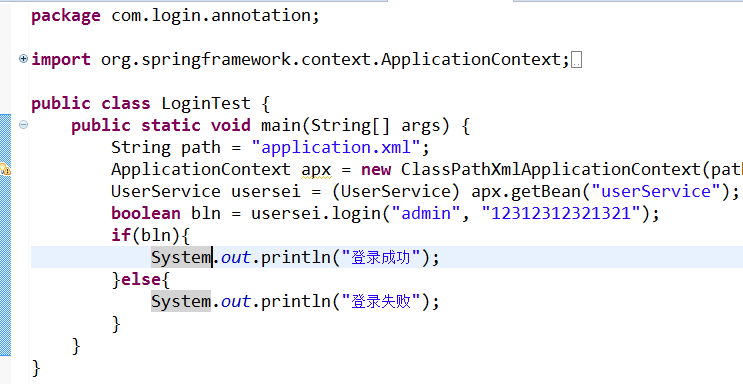 package com.login.annotation;
import org.springframework.context.ApplicationContext;
public class LoginTest {
public static void main(String[] args) {
String path = "application.xml";
ApplicationContext apx = new ClassPathXmlApplicationContext(path
UserService usersei = (UserService) apx.getBean("userService");
boolean bln = usersei.login("admin", "12312312321321");
if(bln){
System.out.println("登录成功");
}else{
System.out.println("登录失败");
}
}
}